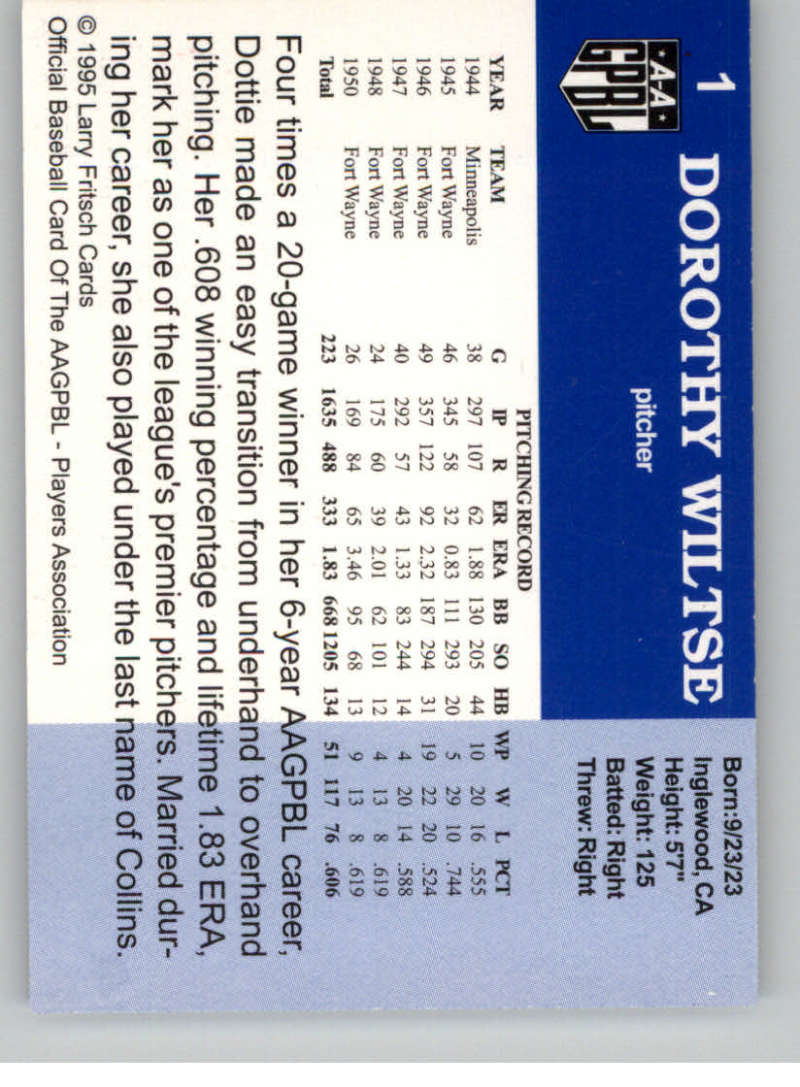 1 DOROTHY WILTSE
pitcher
A-A
GPBL
Born:9/23/23
Inglewood, CA
Height: 5'7"
Weight: 125
Batted: Right
Threw: Right
PITCHING RECORD
YEAR TEAM G IP R ER ERA BB SO HB WP W L PCT
1944 Minneapolis 38 297 107 62 1.88 130 205 44 10 20 16 .555
1945 Fort Wayne 46 345 58 32 0.83 111 293 20 5 29 10 .744
1946 Fort Wayne 49 357 122 92 2.32 187 294 31 19 22 20 .524
1947 Fort Wayne 40 292 57 43 1.33 83 244 14 4 20 14 .588
1948 Fort Wayne 24 175 60 39 2.01 62 101 12 4 13 8 .619
1950 Fort Wayne 26 169 84 65 3.46 95 68 13 9 13 8 .619
Total 223 1635 488 333 1.83 668 1205 134 51 117 76 .606
Four times a 20-game winner in her 6-year AAGPBL career,
Dottie made an easy transition from underhand to overhand
pitching. Her .608 winning percentage and lifetime 1.83 ERA,
mark her as one of the league's premier pitchers. Married dur-
ing her career, she also played under the last name of Collins.
© 1995 Larry Fritsch Cards
Official Baseball Card Of The AAGPBL - Players Association